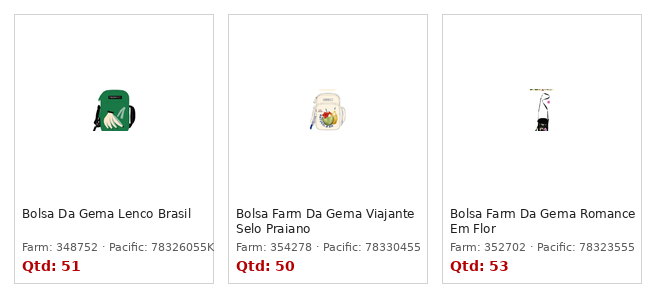 Bolsa Da Gema Lenco Brasil
Farm: 348752 · Pacific: 78326055K
Qtd: 51
Bolsa Farm Da Gema Viajante
Selo Praiano
Farm: 354278 · Pacific: 78330455
Qtd: 50
Bolsa Farm Da Gema Romance
Em Flor
Farm: 352702 · Pacific: 78323555
Qtd: 53